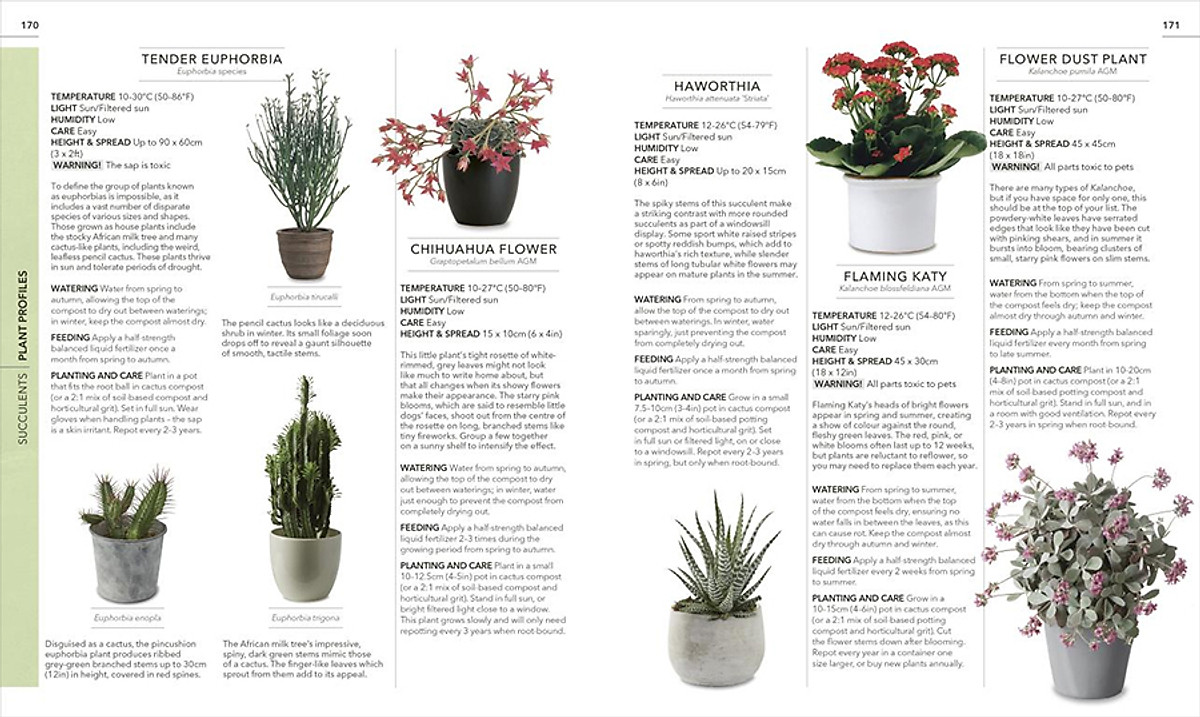 170
SUCCULENTS | PLANT PROFILES
TENDER EUPHORBIA
Euphorbia species
TEMPERATURE 10-30°C (50-86°F)
LIGHT Sun/Filtered sun
HUMIDITY Low
CARE Easy
HEIGHT & SPREAD Up to 90 x 60cm
(3 x 2ft)
WARNING! The sap is toxic
To define the group of plants known
as euphorbias is impossible, as it
includes a vast number of disparate
species of various sizes and shapes.
Those grown as house plants include
the stocky African milk tree and many
cactus-like plants, including the weird,
leafless pencil cactus. These plants thrive
in sun and tolerate periods of drought.
WATERING Water from spring to
autumn, allowing the top of the
compost to dry out between waterings;
in winter, keep the compost almost dry.
FEEDING Apply a half-strength
balanced liquid fertilizer once a
month from spring to autumn.
PLANTING AND CARE Plant in a pot
that fits the root ball in cactus compost
(or a 2:1 mix of soil-based compost and
horticultural grit). Set in full sun. Wear
gloves when handling plants – the sap
is a skin irritant. Repot every 2-3 years.
Euphorbia enopla
Disguised as a cactus, the pincushion
euphorbia plant produces ribbed
grey-green branched stems up to 30cm
(12in) in height, covered in red spines.
Euphorbia tirucalli
The pencil cactus looks like a deciduous
shrub in winter. Its small foliage soon
drops off to reveal a gaunt silhouette
of smooth, tactile stems.
Euphorbia trigona
The African milk tree's impressive,
spiny, dark green stems mimic those
of a cactus. The finger-like leaves which
sprout from them add to its appeal.
CHIHUAHUA FLOWER
Graptopetalum bellum AGM
TEMPERATURE 10-27°C (50-80°F)
LIGHT Sun/Filtered sun
HUMIDITY Low
CARE Easy
HEIGHT & SPREAD 15 x 10cm (6 x 4in)
This little plant's tight rosette of white-
rimmed, grey leaves might not look
like much to write home about, but
that all changes when its showy flowers
make their appearance. The starry pink
blooms, which are said to resemble little
dogs' faces, shoot out from the centre of
the rosette on long, branched stems like
tiny fireworks. Group a few together
on a sunny shelf to intensify the effect.
WATERING Water from spring to autumn,
allowing the top of the compost to dry
out between waterings; in winter, water
just enough to prevent the compost from
completely drying out.
FEEDING Apply a half-strength balanced
liquid fertilizer 2-3 times during the
growing period from spring to autumn.
PLANTING AND CARE Plant in a small
10-12.5cm (4-5in) pot in cactus compost
(or a 2:1 mix of soil-based compost and
horticultural grit). Stand in full sun, or
bright filtered light close to a window.
This plant grows slowly and will only need
repotting every 3 years when root-bound.
171
HAWORTHIA
Haworthia attenuata 'Striata'
TEMPERATURE 12-26°C (54-79°F)
LIGHT Sun/Filtered sun
HUMIDITY Low
CARE Easy
HEIGHT & SPREAD Up to 20 x 15cm
(8 x 6in)
The spiky stems of this succulent make
a striking contrast with more rounded
succulents as part of a windowsill
display. Some sport white raised stripes
or spotty reddish bumps, which add to
haworthia's rich texture, while slender
stems of long tubular white flowers may
appear on mature plants in the summer.
WATERING From spring to autumn,
allow the top of the compost to dry out
between waterings. In winter, water
sparingly, just preventing the compost
from completely drying out.
FEEDING Apply a half-strength balanced
liquid fertilizer once a month from spring
to autumn.
PLANTING AND CARE Grow in a small
7.5-10cm (3-4in) pot in cactus compost
(or a 2:1 mix of soil-based potting
compost and horticultural grit). Set
in full sun or filtered light, on or close
to a windowsill. Repot every 2-3 years
in spring, but only when root-bound.
FLAMING KATY
Kalanchoe blossfeldiana AGM
TEMPERATURE 12-26°C (54-80°F)
LIGHT Sun/Filtered sun
HUMIDITY Low
CARE Easy
HEIGHT & SPREAD 45 x 30cm
(18 x 12in)
WARNING! All parts toxic to pets
Flaming Katy's heads of bright flowers
appear in spring and summer, creating
a show of colour against the round,
fleshy green leaves. The red, pink, or
white blooms often last up to 12 weeks,
but plants are reluctant to reflower, so
you may need to replace them each year.
WATERING From spring to summer,
water from the bottom when the top
of the compost feels dry, ensuring no
water falls in between the leaves, as this
can cause rot. Keep the compost almost
dry through autumn and winter.
FEEDING Apply a half-strength balanced
liquid fertilizer every 2 weeks from spring
to summer.
PLANTING AND CARE Grow in a
10-15cm (4-6in) pot in cactus compost
(or a 2:1 mix of soil-based potting
compost and horticultural grit). Cut
the flower stems down after blooming.
Repot every year in a container one
size larger, or buy new plants annually.
FLOWER DUST PLANT
Kalanchoe pumila AGM
TEMPERATURE 10-27°C (50-80°F)
LIGHT Sun/Filtered sun
HUMIDITY Low
CARE Easy
HEIGHT & SPREAD 45 x 45cm
(18 x 18in)
WARNING! All parts toxic to pets
There are many types of Kalanchoe,
but if you have space for only one, this
should be at the top of your list. The
powdery-white leaves have serrated
edges that look like they have been cut
with pinking shears, and in summer it
bursts into bloom, bearing clusters of
small, starry pink flowers on slim stems.
WATERING From spring to summer,
water from the bottom when the top of
the compost feels dry; keep the compost
almost dry through autumn and winter.
FEEDING Apply a half-strength balanced
liquid fertilizer every month from spring
to late summer.
PLANTING AND CARE Plant in 10-20cm
(4-8in) pot in cactus compost (or a 2:1
mix of soil-based potting compost and
horticultural grit). Stand in full sun, and in
a room with good ventilation. Repot every
2-3 years in spring when root-bound.